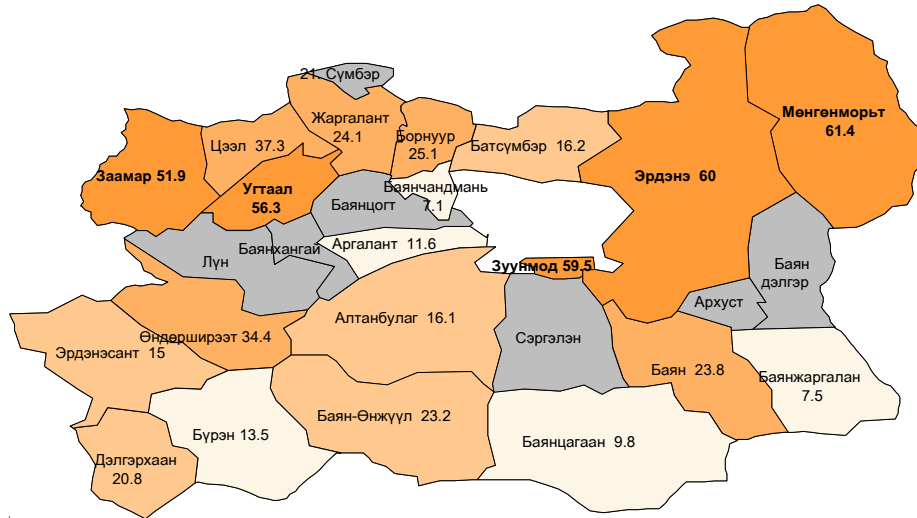 21. Сүмбэр
Жаргалант
24.1
Борнуур
25.1
Батсүмбэр 16.2
Мөнгөнморьт
61.4
Цээл 37.3
Заамар 51.9
Угтаал
56.3
Эрдэнэ 60
Баянчандмань
7.1
Баянцогт
Баянхангай
Аргалант 11.6
Лүн
Зуунмод 59.5
Баян
дэлгэр
Архуст
Алтанбулаг 16.1
Сэргэлэн
Өндөрширээт 34.4
Эрдэнэсант 15
Баян 23.8
Баянжаргалан
7.5
Баян-Өнжүүл 23.2
Бүрэн 13.5
Баянцагаан 9.8
Дэлгэрхаан
20.8